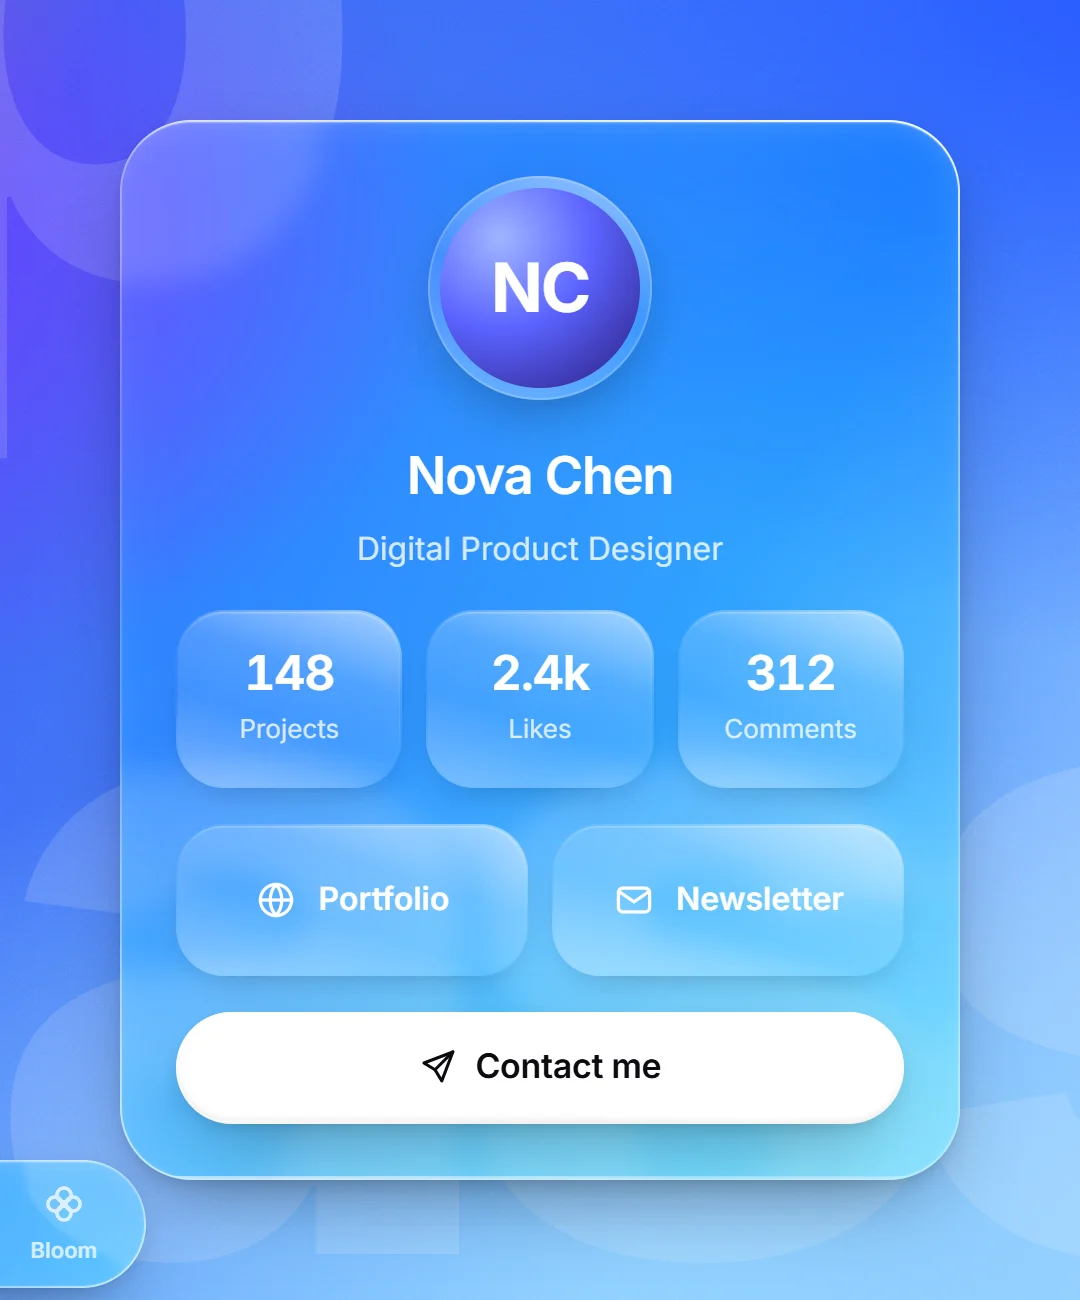 NC
Nova Chen
Digital Product Designer
148
Projects
2.4k
Likes
312
Comments
Portfolio
Newsletter
Contact me
Bloom